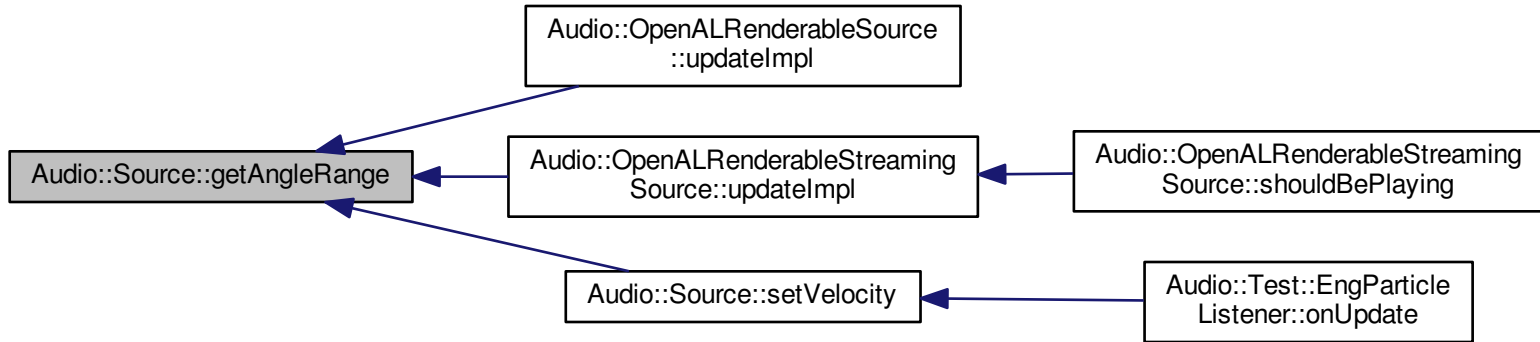 Audio::OpenALRenderableSource
::updateImpl
Audio::Source::getAngleRange
Audio::OpenALRenderableStreaming
Source::updateImpl
Audio::OpenALRenderableStreaming
Source::shouldBePlaying
Audio::Source::setVelocity
Audio::Test::EngParticle
Listener::onUpdate